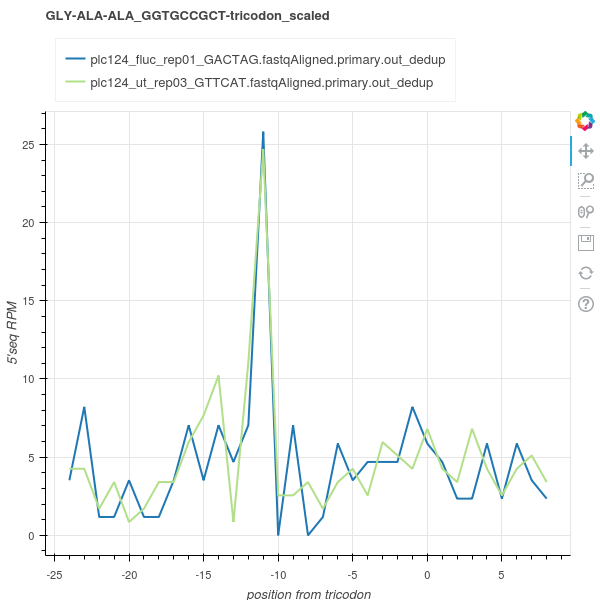 GLY-ALA-ALA_GGTGCCGCT-tricodon_scaled
plc124_fluc_rep01_GACTAG.fastqAligned.primary.out_dedup
plc124_ut_rep03_GTTCAT.fastqAligned.primary.out_dedup
25
20
15
10
5
0
5'seq RPM
-25 -20 -15 -10 -5 0 5
position from tricodon